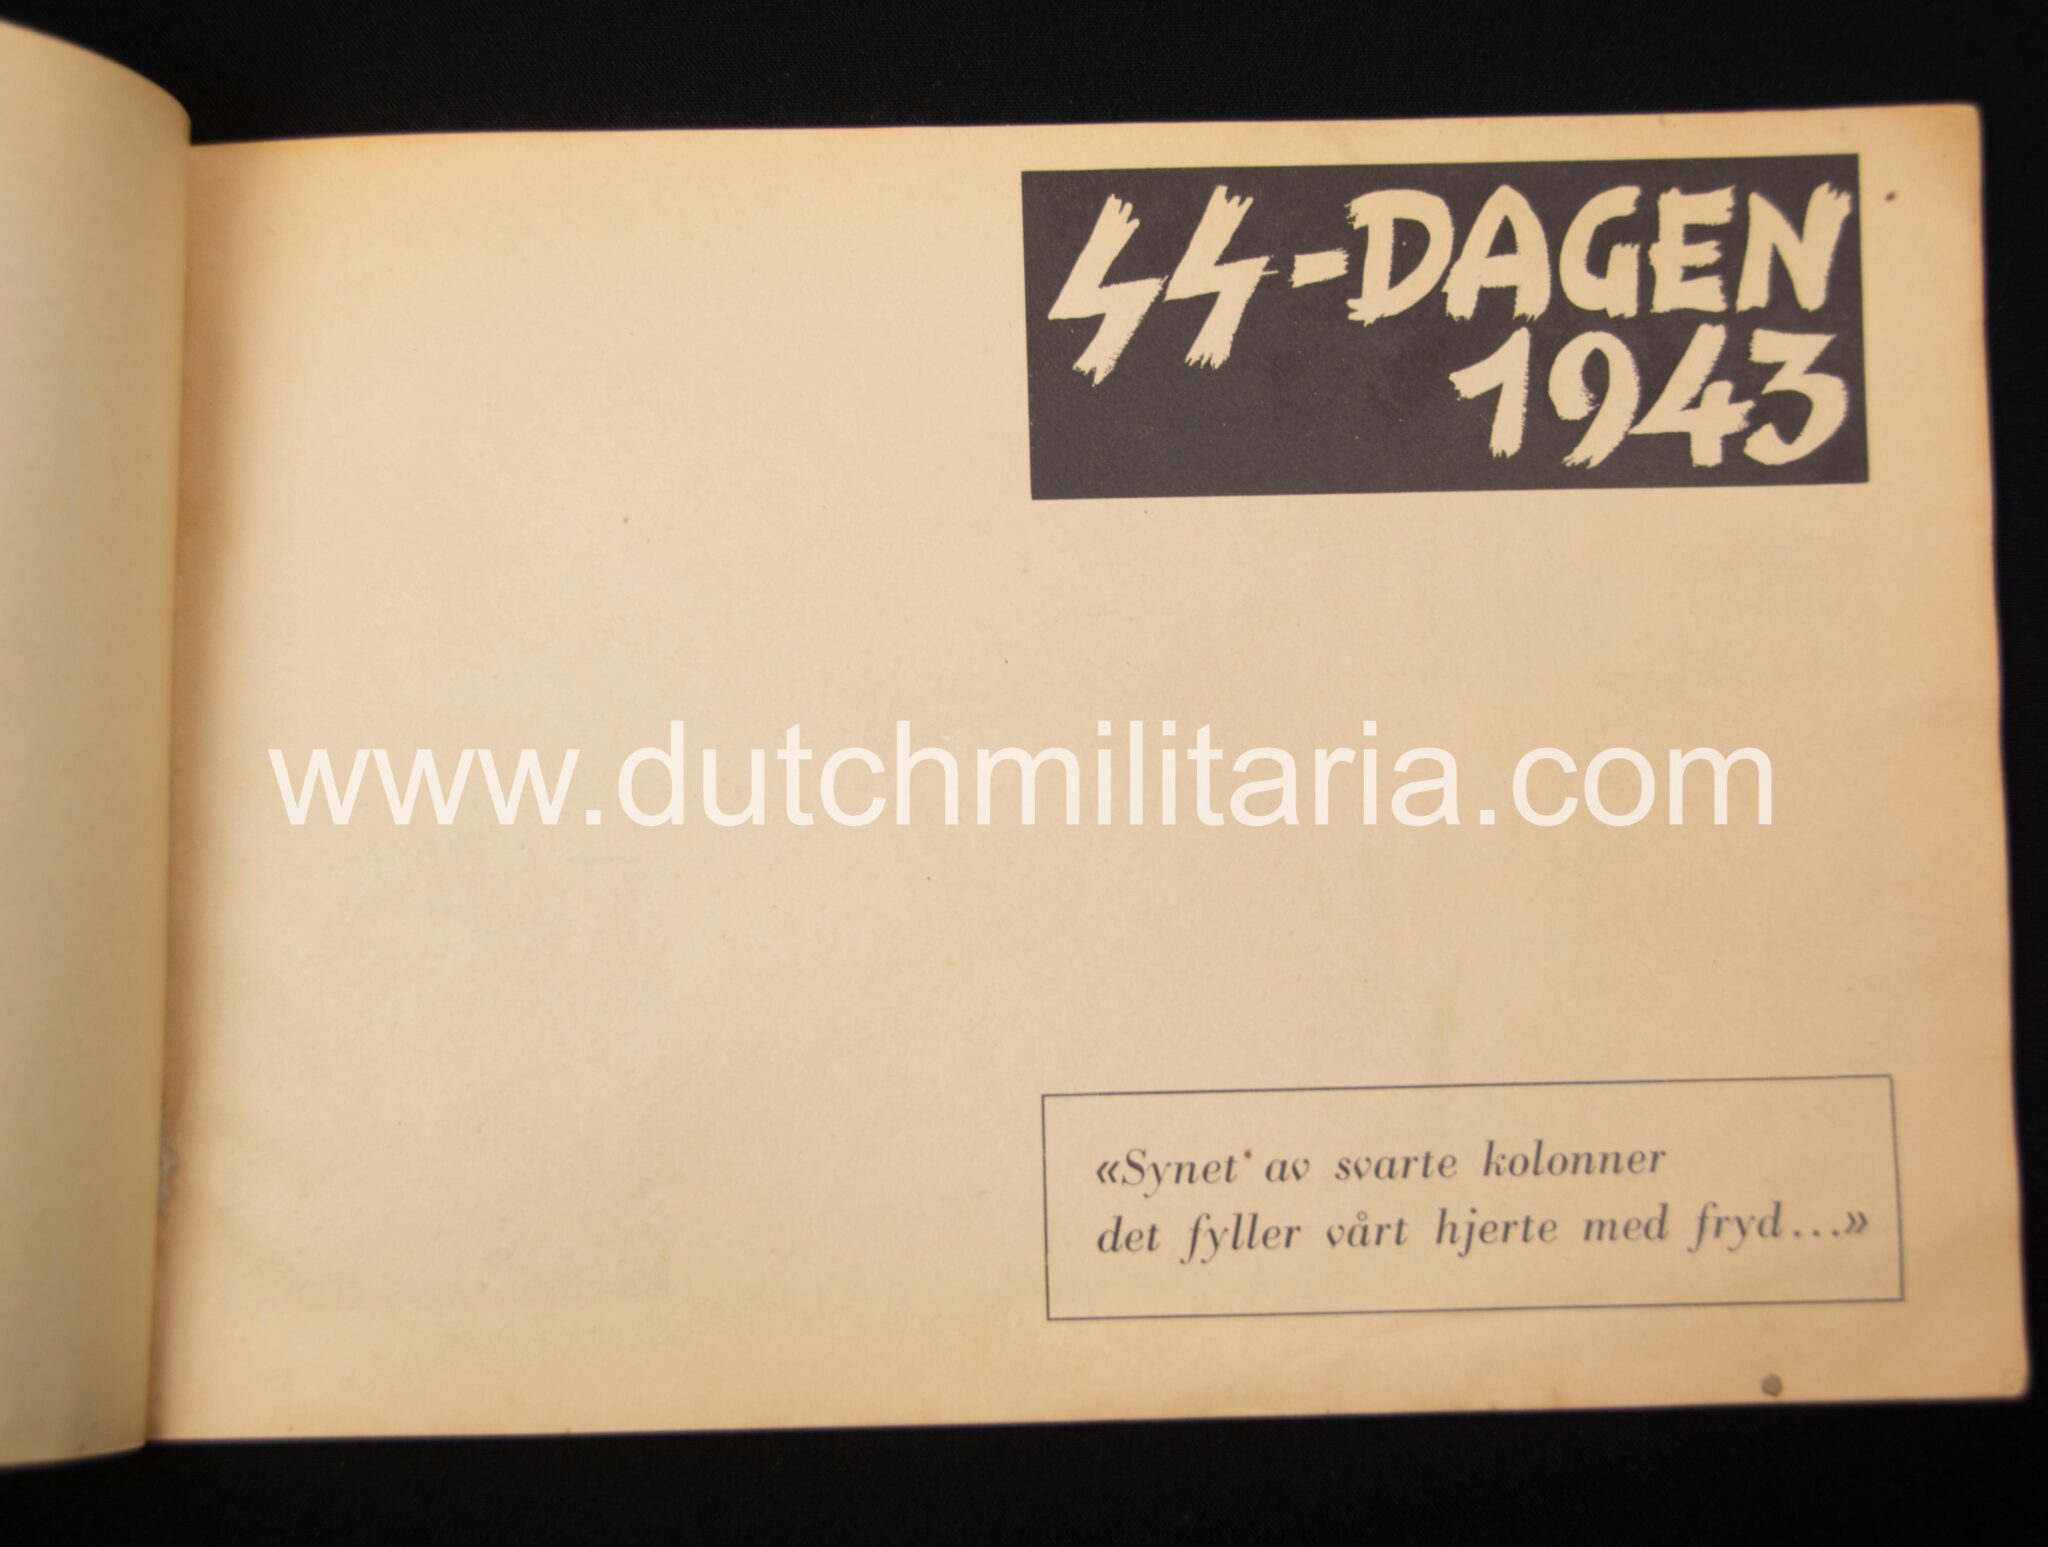 SS-DAGEN
1943
www.dutchmilitaria.com
«Synet av svarte kolonner
det fyller vårt hjerte med fryd...»